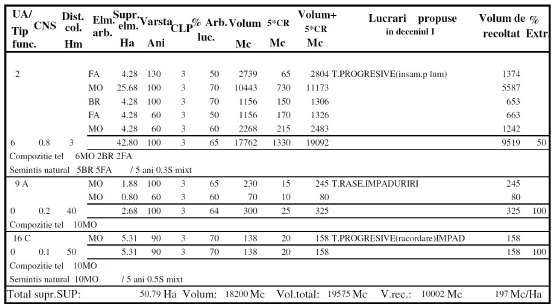 UA/ Tip func. CNS Dist. col. Hm Elm. arb. Supr. elm. Ha Varsta Ani CLP % Arb. luc. Volum Mc 5*CR Mc Volum+ 5*CR Mc Lucrari propuse in deceniul I Volum de recoltat % Extr.
2 FA 4.28 130 3 50 2739 65 2804 T.PROGRESIVE(insam,p lum) 1374
MO 25.68 100 3 70 10443 730 11173 5587
BR 4.28 100 3 70 1156 150 1306 653
FA 4.28 60 3 40 1156 170 1326 663
MO 4.28 60 3 60 2268 215 2483 1242
6 0.8 3 42.80 100 3 65 17762 1330 19092 9519 50
Compozitie tel 6MO 2BR 2FA
Semintis natural 5BR 5FA / 5 ani 0.3S mixt
9 A MO 1.88 100 3 65 230 15 245 T.RASE,IMPADURIRI 245
MO 0.80 60 3 60 70 10 80 80
0 0.2 40 2.68 100 3 64 300 25 325 325 100
Compozitie tel 10MO
16 C MO 5.31 90 3 70 138 20 158 T.PROGRESIVE(racordare)IMPAD 158
0 0.1 50 5.31 90 3 70 138 20 158 158 100
Compozitie tel 10MO
Semintis natural 10MO / 5 ani 0.5S mixt
Total supr.SUP: 50.79 Ha Volum: 18200 Mc Vol.total: 19575 Mc V.rec.: 10002 Mc 197 Mc/Ha